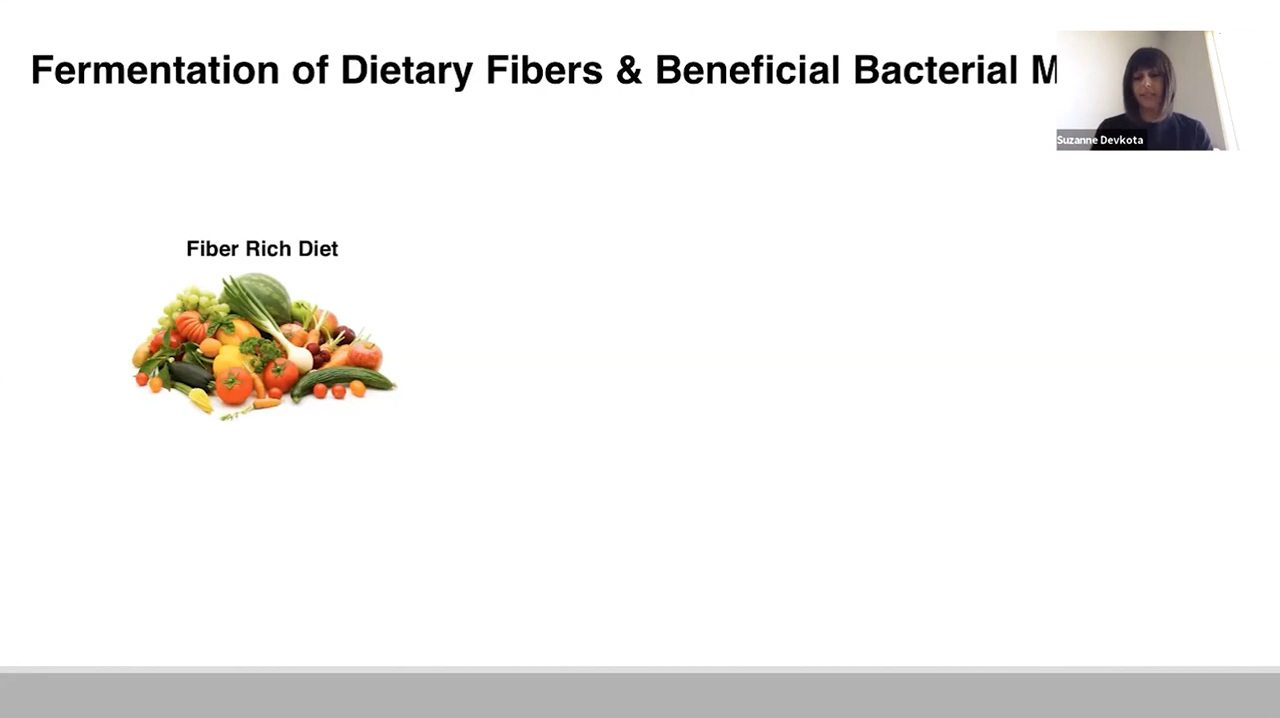 Fermentation of Dietary Fibers & Beneficial Bacterial M
Suzanne Devkota
Fiber Rich Diet